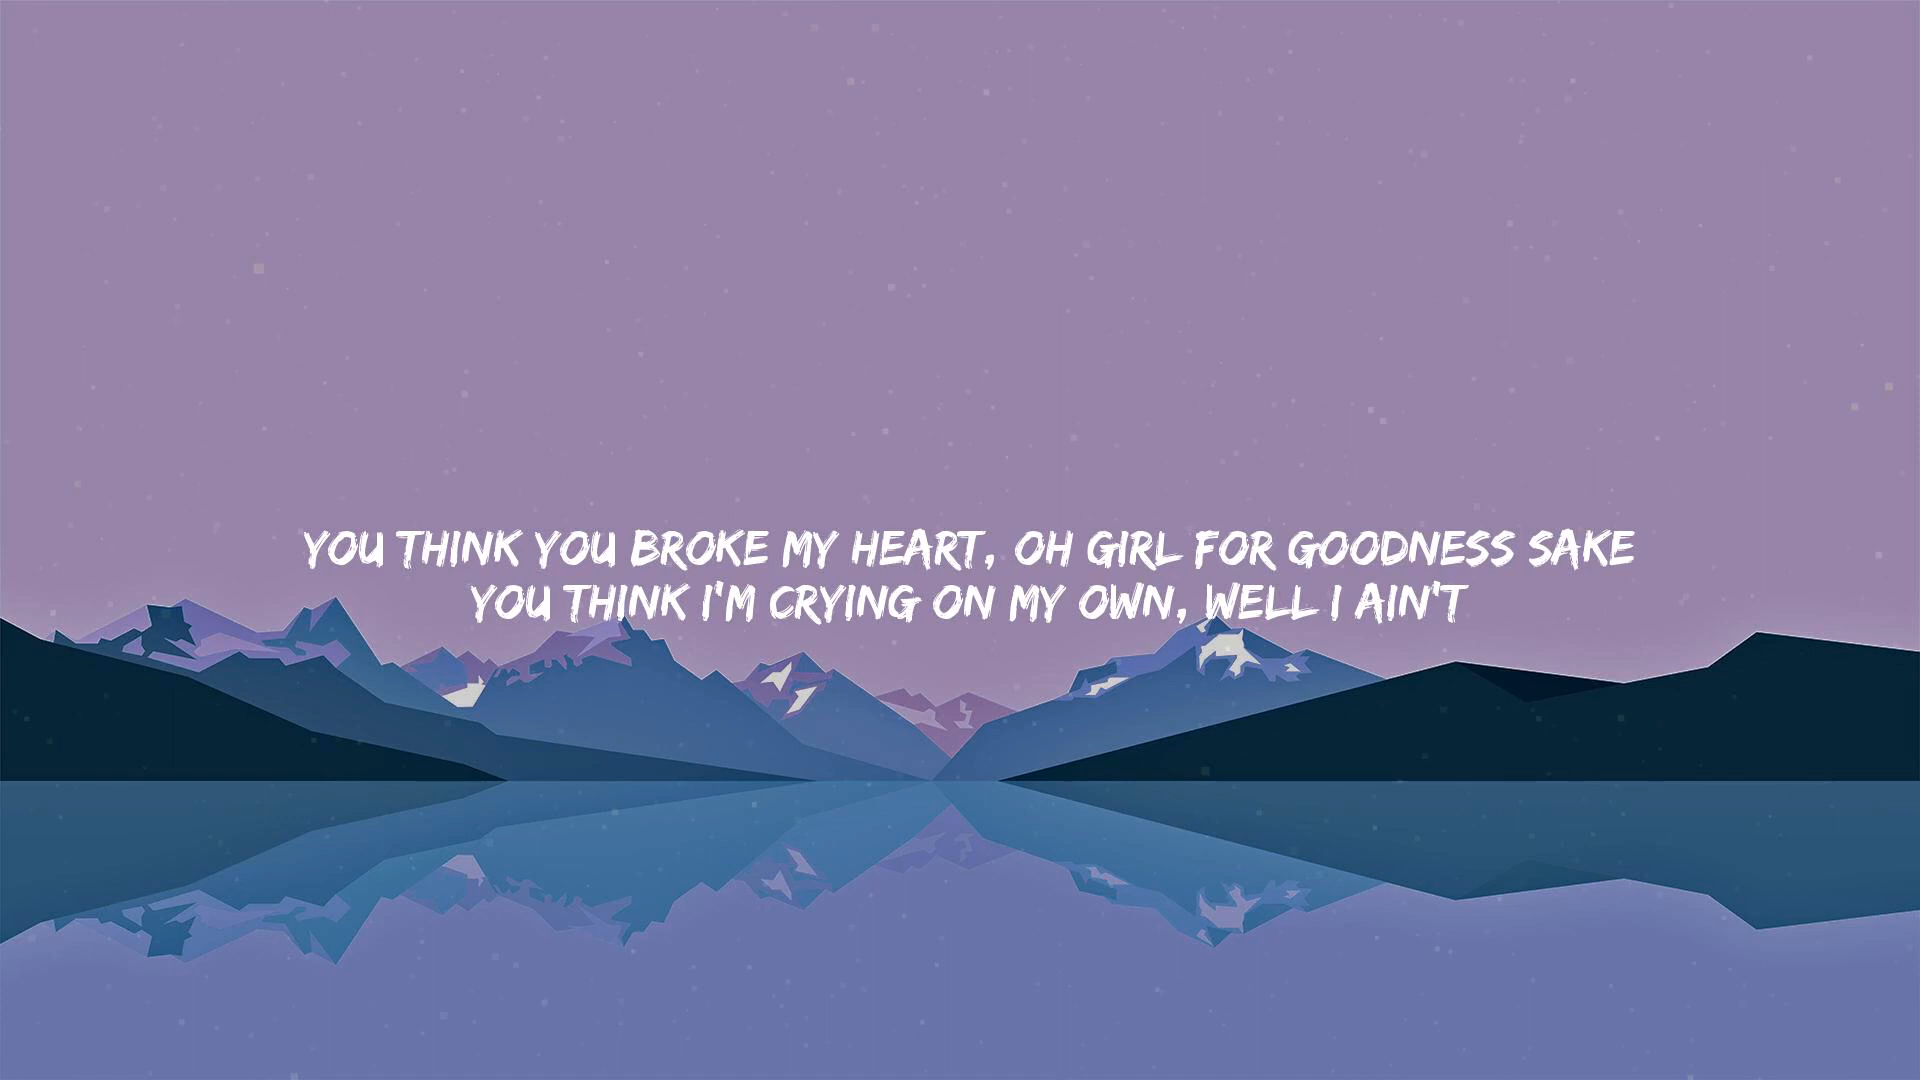 YOU THINK YOU BROKE MY HEART, OH GIRL FOR GOODNESS SAKE
YOU THINK I'M CRYING ON MY OWN, WELL I AIN'T